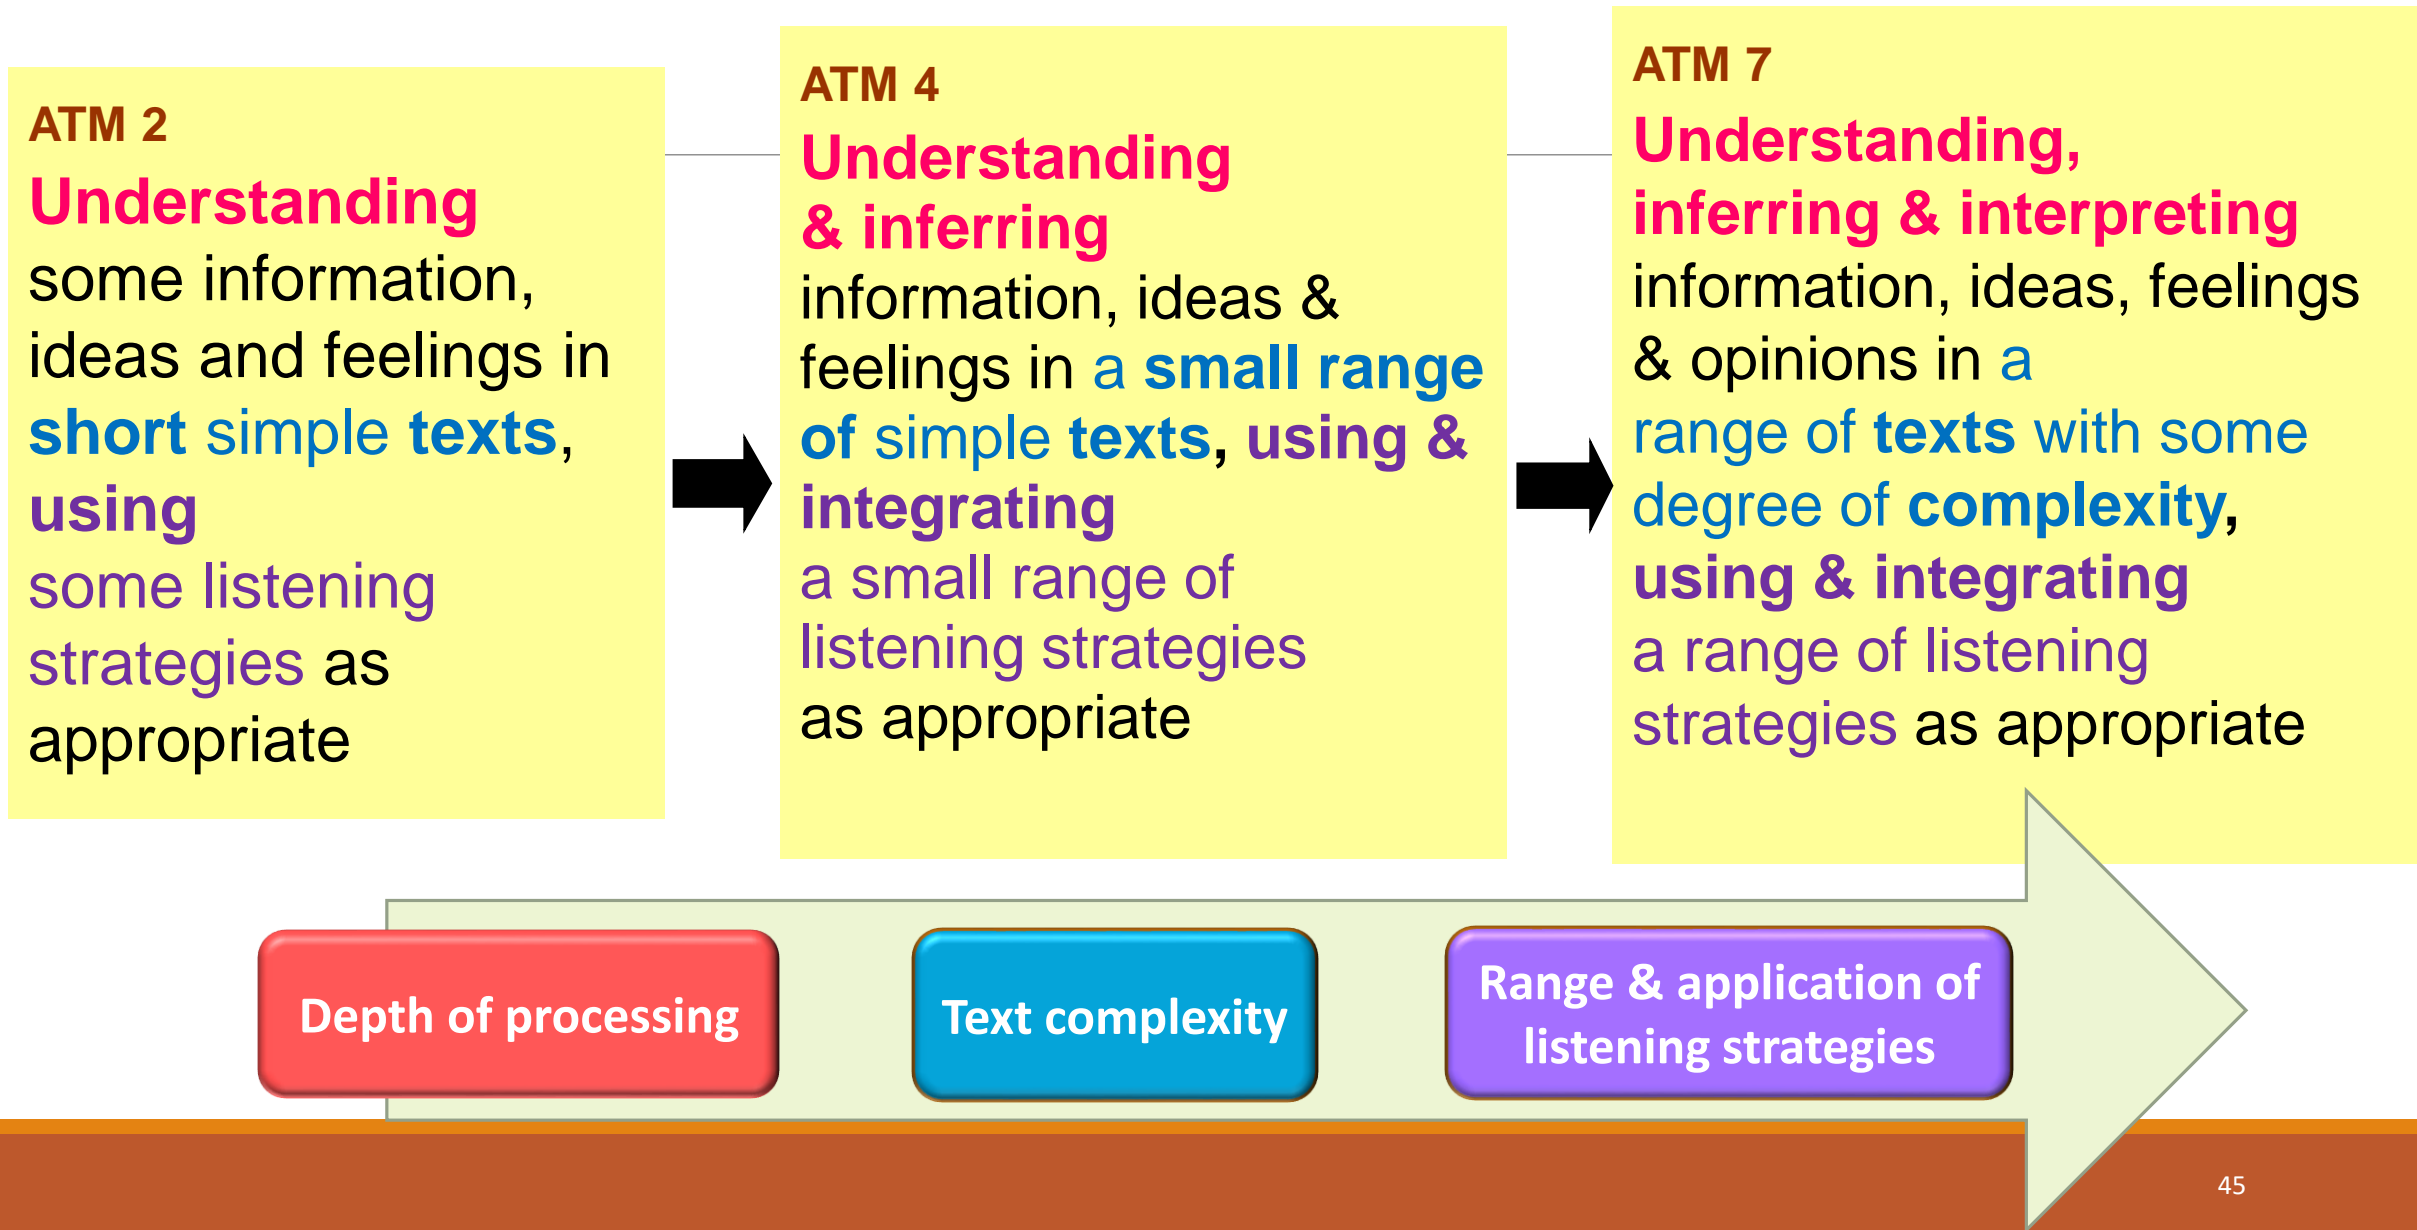 ATM 2
Understanding
some information,
ideas and feelings in
short simple texts,
using
some listening
strategies as
appropriate
ATM 4
Understanding
& inferring
information, ideas &
feelings in a small range
of simple texts, using &
integrating
a small range of
listening strategies
as appropriate
ATM 7
Understanding,
inferring & interpreting
information, ideas, feelings
& opinions in a
range of texts with some
degree of complexity,
using & integrating
a range of listening
strategies as appropriate
Depth of processing
Text complexity
Range & application of
listening strategies
45